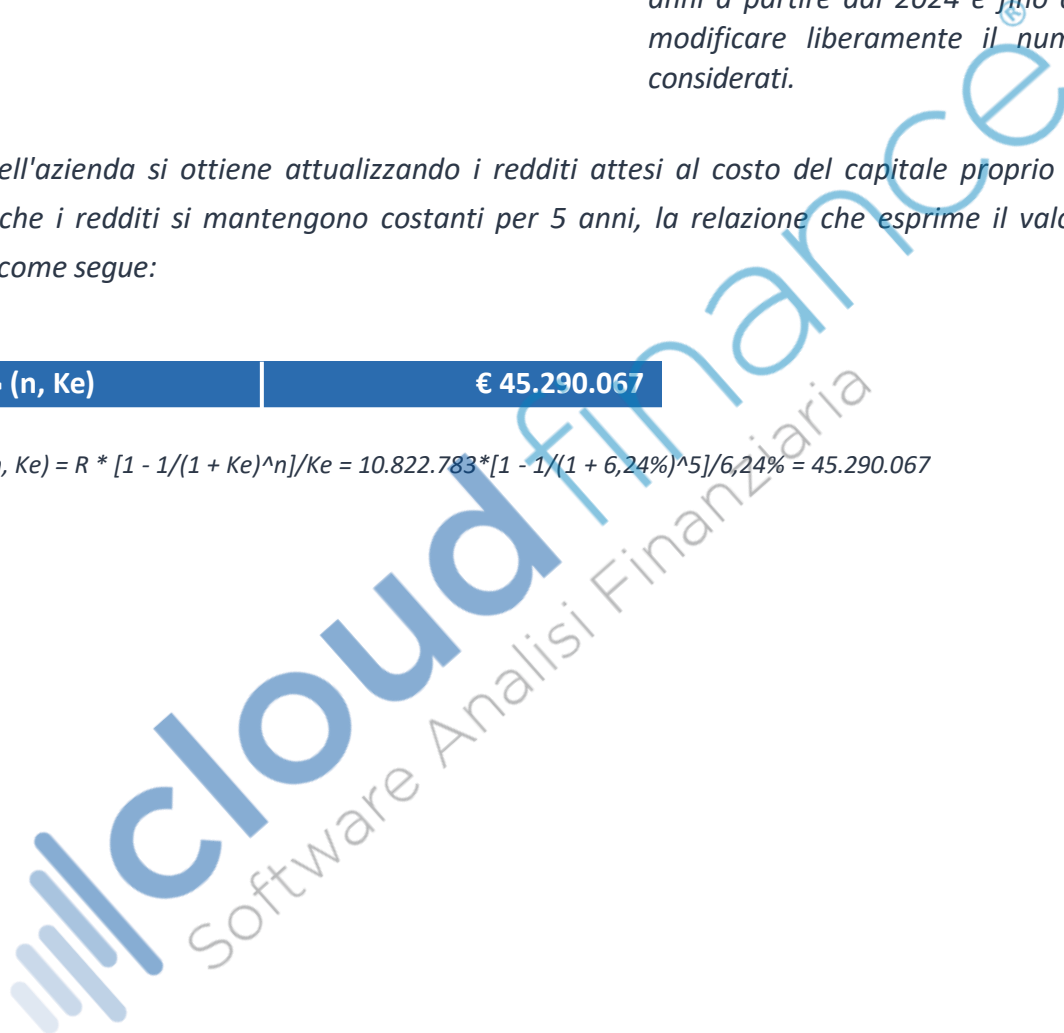 anni a partire dal 2024 e fino
modificare liberamente il num
considerati.
ell'azienda si ottiene attualizzando i redditi attesi al costo del capitale proprio
che i redditi si mantengono costanti per 5 anni, la relazione che esprime il valo
come segue:
(n, Ke) € 45.290.067
, Ke) = R * [1 - 1/(1 + Ke)^n]/Ke = 10.822.783*[1 - 1/(1 + 6,24%)^5]/6,24% = 45.290.067
cloud finance®
Software Analisi Finanziaria